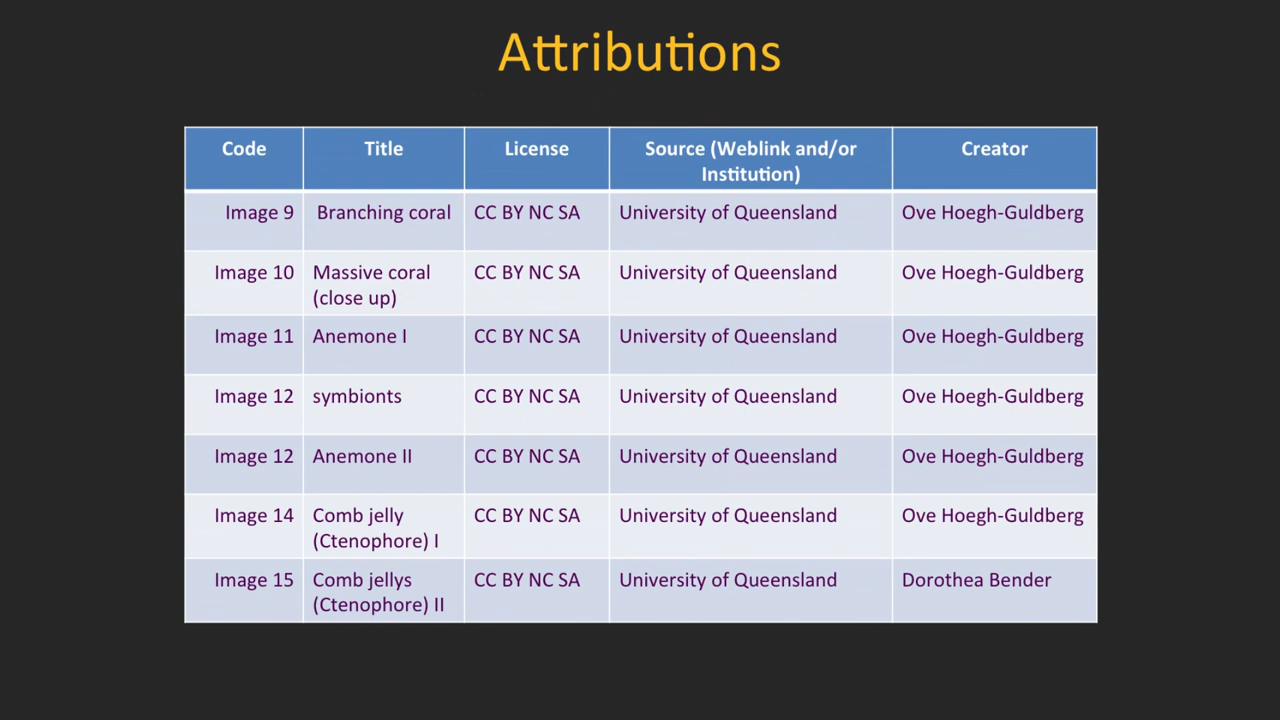 Attributions
Code Title License Source (Weblink and/or Institution) Creator
Image 9 Branching coral CC BY NC SA University of Queensland Ove Hoegh-Guldberg
Image 10 Massive coral (close up) CC BY NC SA University of Queensland Ove Hoegh-Guldberg
Image 11 Anemone I CC BY NC SA University of Queensland Ove Hoegh-Guldberg
Image 12 symbionts CC BY NC SA University of Queensland Ove Hoegh-Guldberg
Image 12 Anemone II CC BY NC SA University of Queensland Ove Hoegh-Guldberg
Image 14 Comb jelly (Ctenophore) I CC BY NC SA University of Queensland Ove Hoegh-Guldberg
Image 15 Comb jellys (Ctenophore) II CC BY NC SA University of Queensland Dorothea Bender